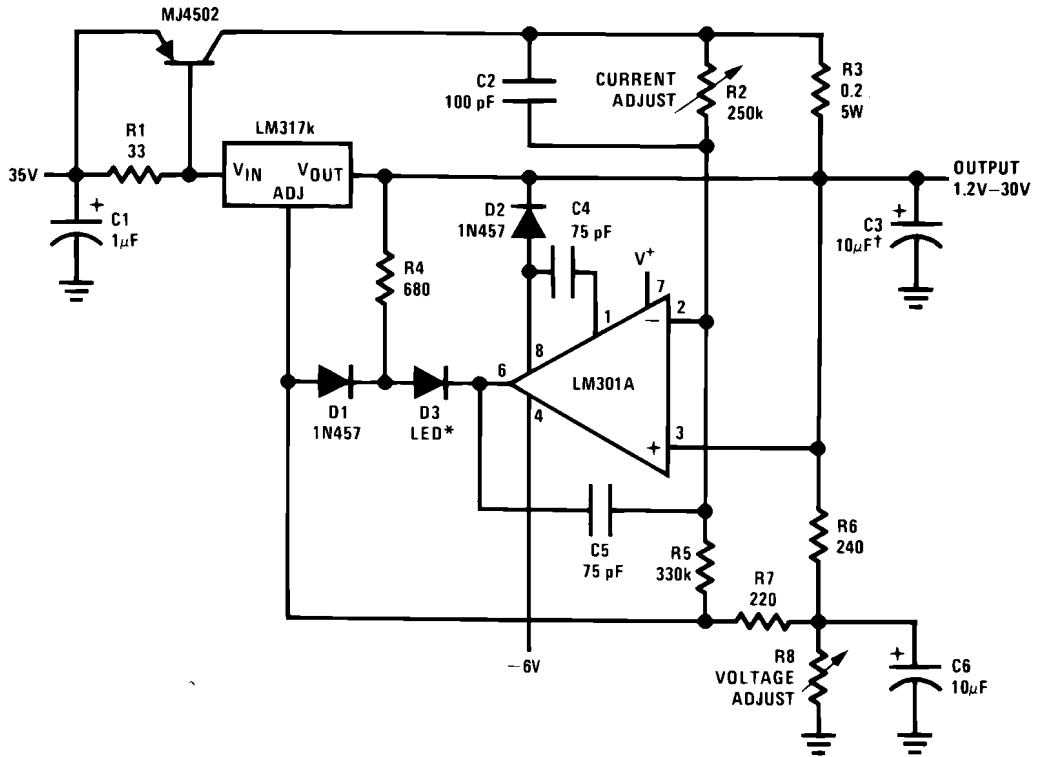 MJ4502
C2
100 pF
CURRENT
ADJUST
R2
250k
R3
0.2
5W
R1
33
LM317k
35V
VIN
VOUT
ADJ
OUTPUT
1.2V–30V
+
C1
1μF
D2
1N457
C4
75 pF
+
C3
10μF†
R4
680
V+
7
1
2
−
8
6
LM301A
4
D1
1N457
D3
LED*
+
3
C5
75 pF
R5
330k
R6
240
R7
220
−6V
R8
VOLTAGE
ADJUST
+
C6
10μF